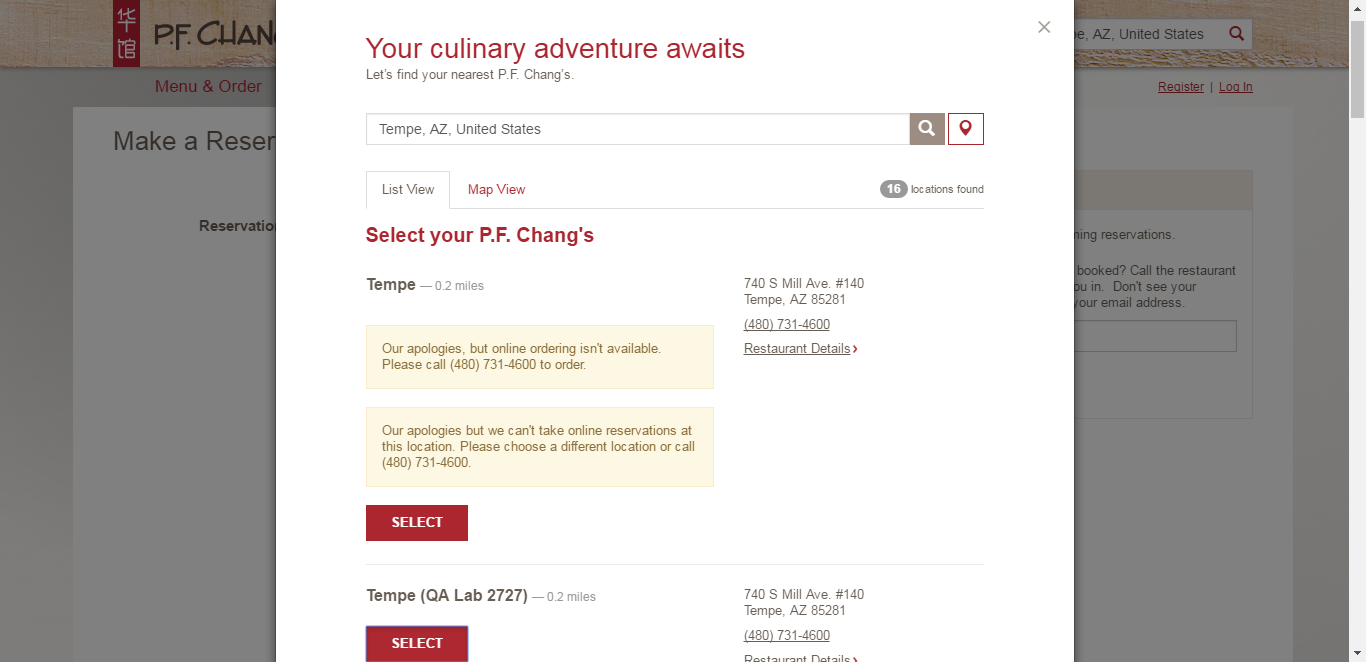 华
馆
P.F. CHAN
pe, AZ, United States
Menu & Order
Register | Log In
Make a Reser
Reservation
ning reservations.
booked? Call the restaurant
ou in. Don't see your
your email address.
×
Your culinary adventure awaits
Let's find your nearest P.F. Chang's.
Tempe, AZ, United States
List View
Map View
16 locations found
Select your P.F. Chang's
Tempe — 0.2 miles
740 S Mill Ave. #140
Tempe, AZ 85281
(480) 731-4600
Restaurant Details ›
Our apologies, but online ordering isn't available.
Please call (480) 731-4600 to order.
Our apologies but we can't take online reservations at
this location. Please choose a different location or call
(480) 731-4600.
SELECT
Tempe (QA Lab 2727) — 0.2 miles
740 S Mill Ave. #140
Tempe, AZ 85281
(480) 731-4600
Restaurant Details ›
SELECT